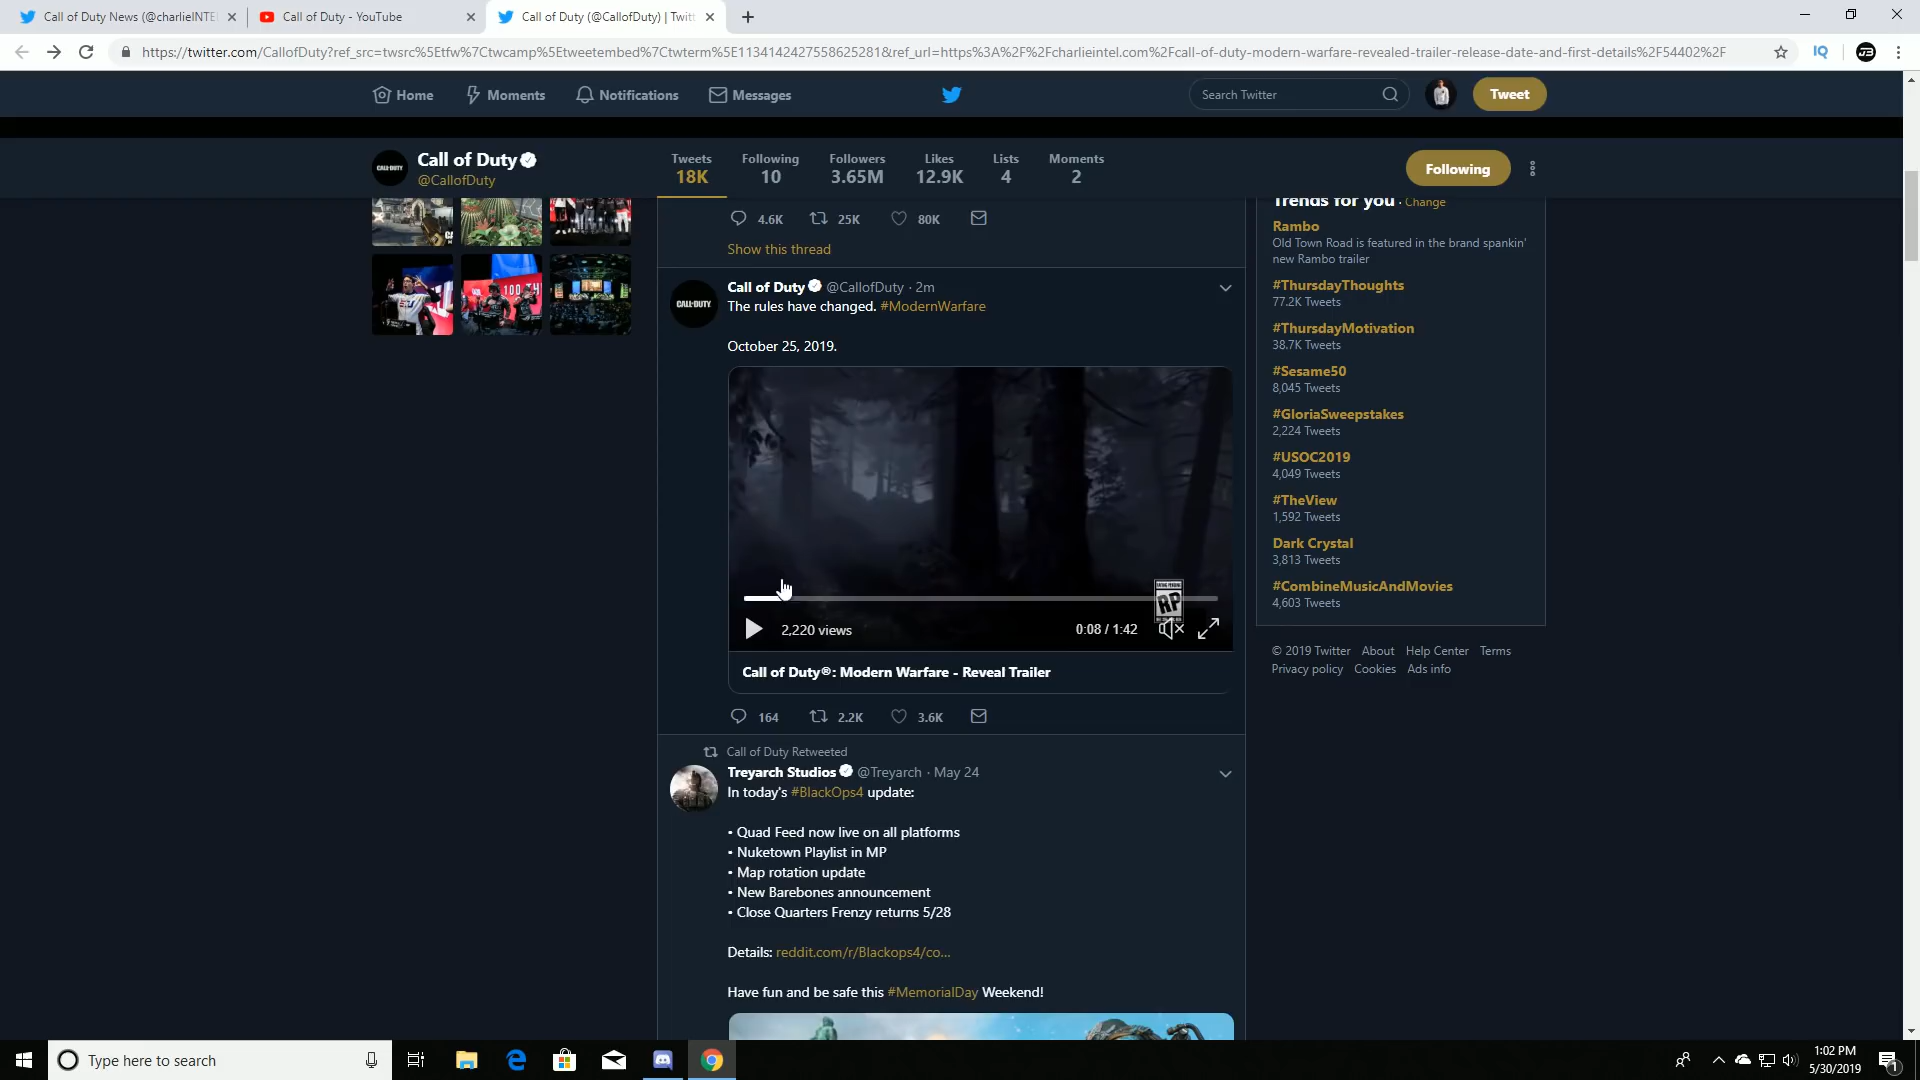 Call of Duty News (@charlieINTE
Call of Duty - YouTube
Call of Duty (@CallofDuty) | Twitt
https://twitter.com/CallofDuty?ref_src=twsrc%5Etfw%7Ctwcamp%5Etweetembed%7Ctwterm%5E1134142427558625281&ref_url=https%3A%2F%2Fcharlieintel.com%2Fcall-of-duty-modern-warfare-revealed-trailer-release-date-and-first-details%2F54402%2F
IQ
Home
Moments
Notifications
Messages
Search Twitter
Tweet
CALL·DUTY
Call of Duty
@CallofDuty
Tweets
18K
Following
10
Followers
3.65M
Likes
12.9K
Lists
4
Moments
2
Following
4.6K
25K
80K
Show this thread
CALL·DUTY
Call of Duty @CallofDuty · 2m
The rules have changed. #ModernWarfare
October 25, 2019.
RATING PENDING
RP
2,220 views
0:08 / 1:42
Call of Duty®: Modern Warfare - Reveal Trailer
164
2.2K
3.6K
Call of Duty Retweeted
Treyarch Studios @Treyarch · May 24
In today's #BlackOps4 update:
• Quad Feed now live on all platforms
• Nuketown Playlist in MP
• Map rotation update
• New Barebones announcement
• Close Quarters Frenzy returns 5/28
Details: reddit.com/r/Blackops4/co...
Have fun and be safe this #MemorialDay Weekend!
Trends for you · Change
Rambo
Old Town Road is featured in the brand spankin'
new Rambo trailer
#ThursdayThoughts
77.2K Tweets
#ThursdayMotivation
38.7K Tweets
#Sesame50
8,045 Tweets
#GloriaSweepstakes
2,224 Tweets
#USOC2019
4,049 Tweets
#TheView
1,592 Tweets
Dark Crystal
3,813 Tweets
#CombineMusicAndMovies
4,603 Tweets
© 2019 Twitter About Help Center Terms
Privacy policy Cookies Ads info
Type here to search
1:02 PM
5/30/2019
1